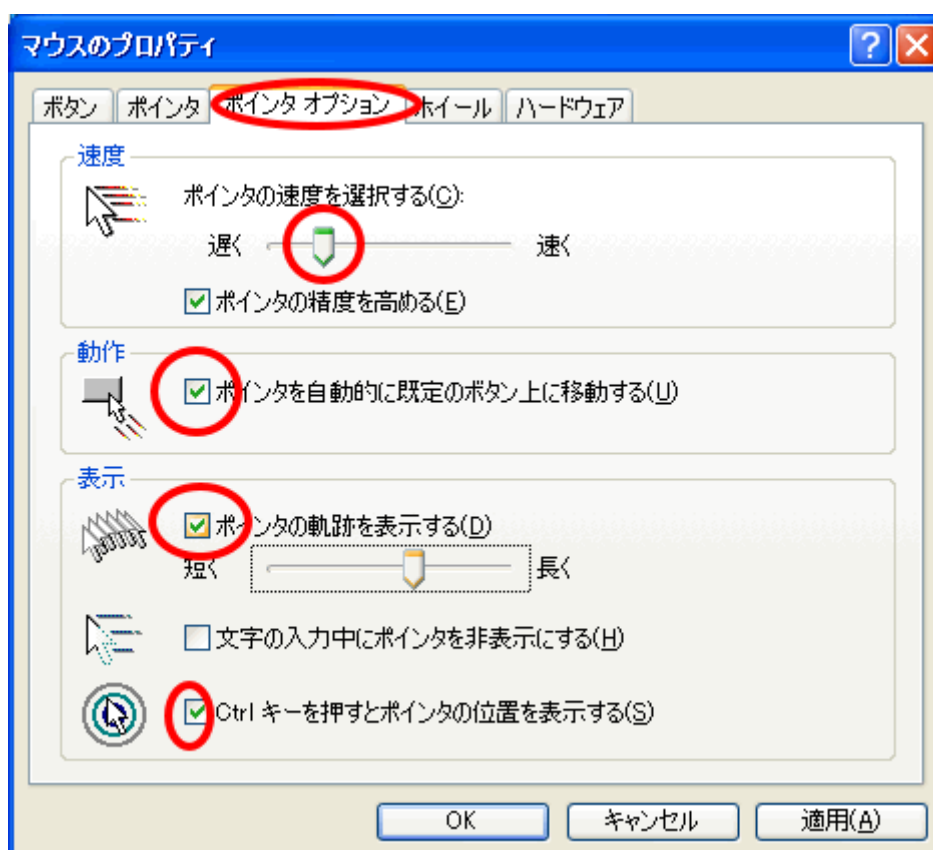 マウスのプロパティ
ボタン ポインタ ポインタ オプション ホイール ハードウェア
速度
ポインタの速度を選択する(C):
遅く 速く
ポインタの精度を高める(E)
動作
ポインタを自動的に既定のボタン上に移動する(U)
表示
ポインタの軌跡を表示する(D)
短く 長く
文字の入力中にポインタを非表示にする(H)
Ctrl キーを押すとポインタの位置を表示する(S)
OK キャンセル 適用(A)